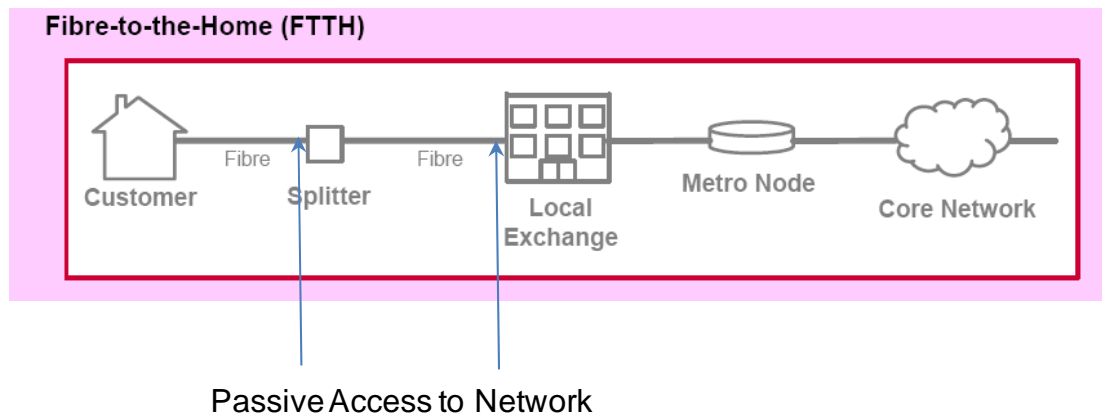 Fibre-to-the-Home (FTTH)
Fibre
Fibre
Customer
Splitter
Local
Exchange
Metro Node
Core Network
Passive Access to Network